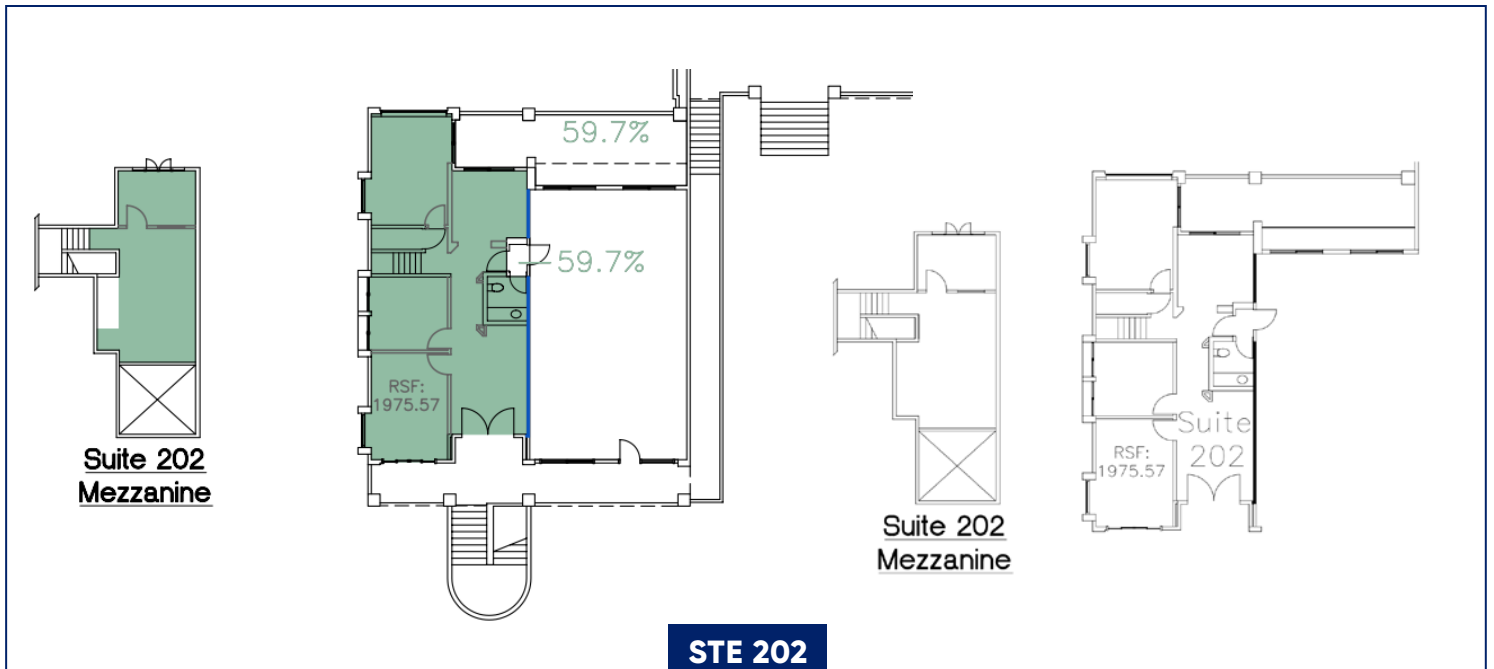 59.7%
59.7%
RSF:
1975.57
Suite 202
Mezzanine
Suite
202
RSF:
1975.57
Suite 202
Mezzanine
STE 202